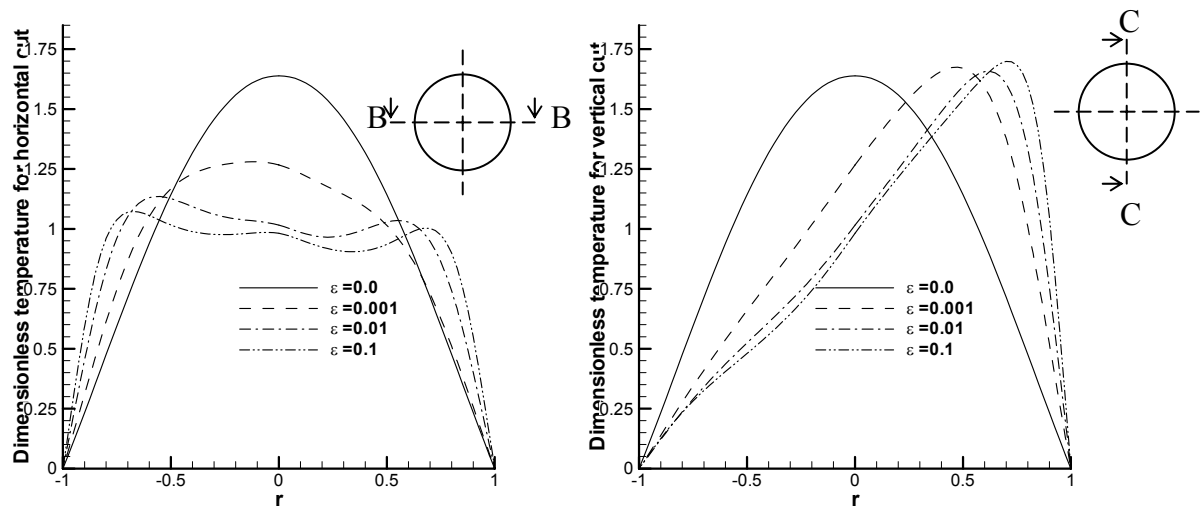 Dimensionless temperature for horizontal cut
1.75
1.5
1.25
1
0.75
0.5
0.25
0
-1
-0.5
0
0.5
1
r
B
B
ε =0.0
ε =0.001
ε =0.01
ε =0.1
Dimensionless temperature for vertical cut
1.75
1.5
1.25
1
0.75
0.5
0.25
0
-1
-0.5
0
0.5
1
r
C
C
ε =0.0
ε =0.001
ε =0.01
ε =0.1